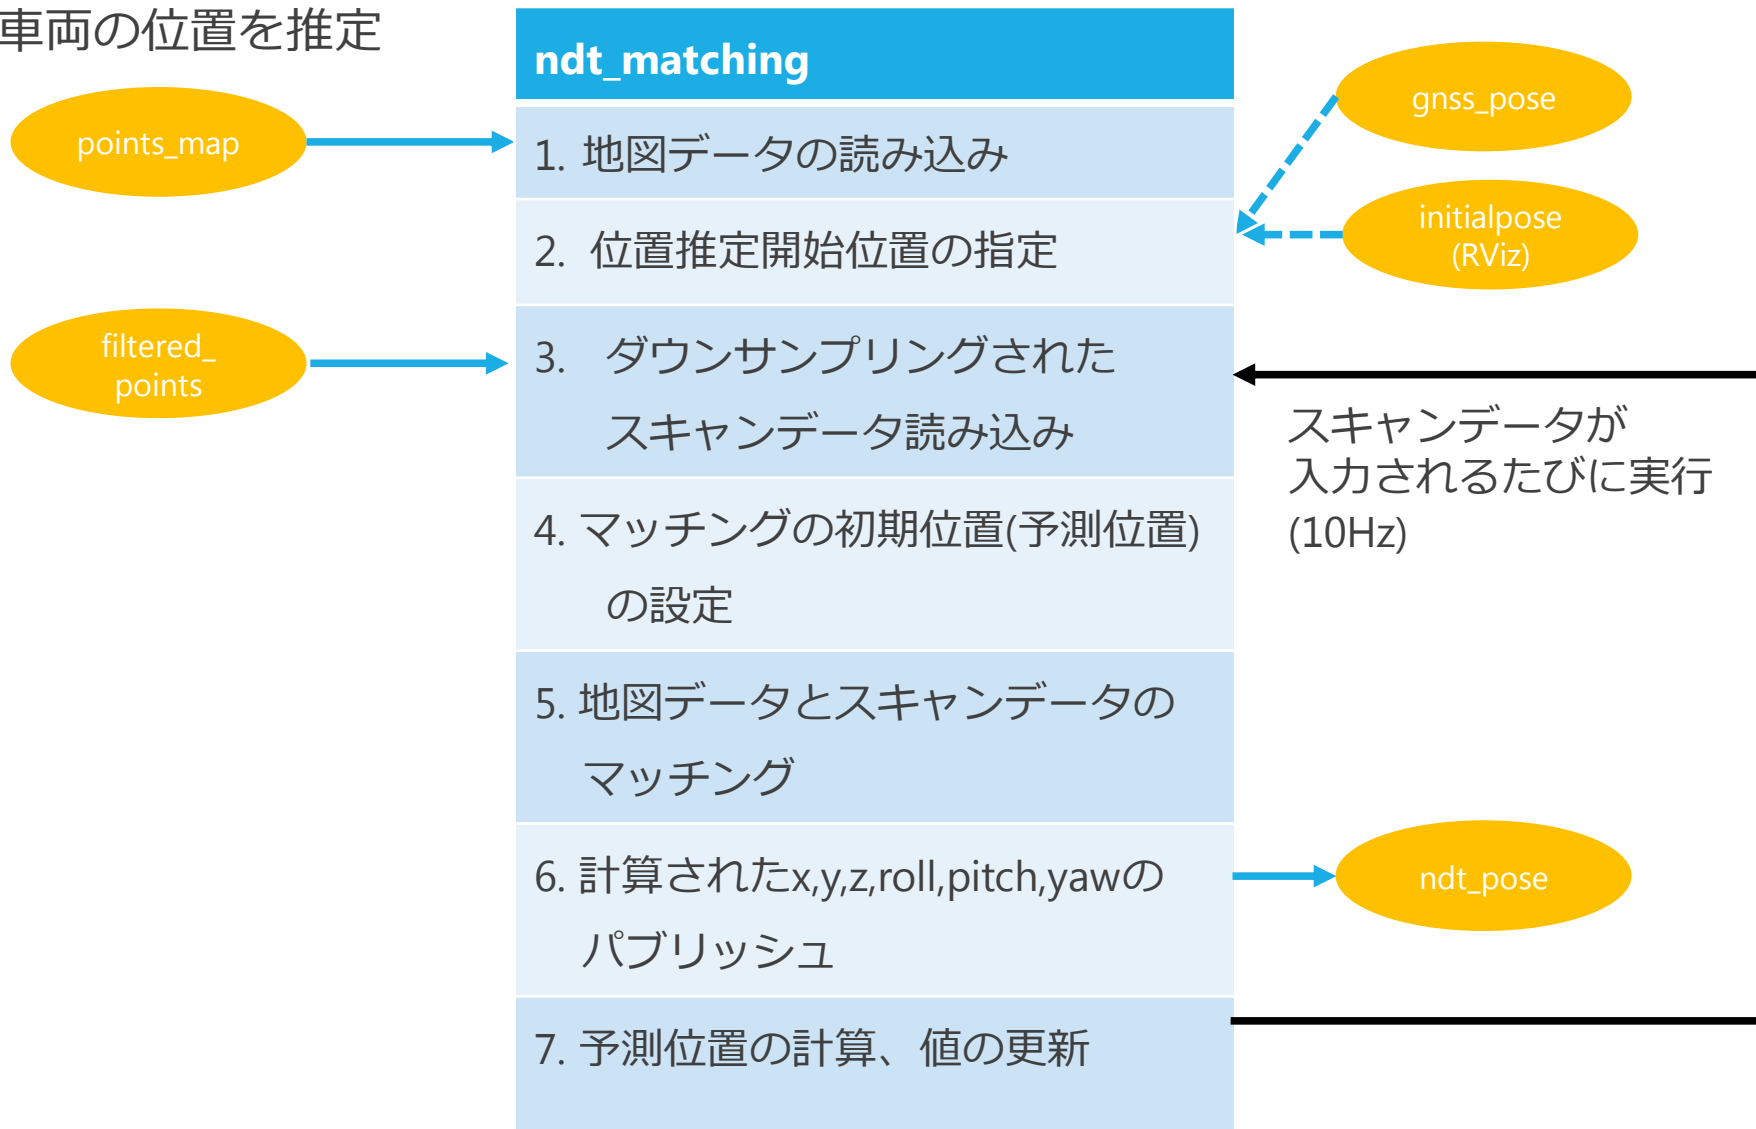 車両の位置を推定
ndt_matching
points_map
1. 地図データの読み込み
gnss_pose
2. 位置推定開始位置の指定
initialpose
(RViz)
filtered_
points
3. ダウンサンプリングされた
スキャンデータ読み込み
スキャンデータが
入力されるたびに実行
(10Hz)
4. マッチングの初期位置(予測位置)
の設定
5. 地図データとスキャンデータの
マッチング
6. 計算されたx,y,z,roll,pitch,yawの
パブリッシュ
ndt_pose
7. 予測位置の計算、値の更新